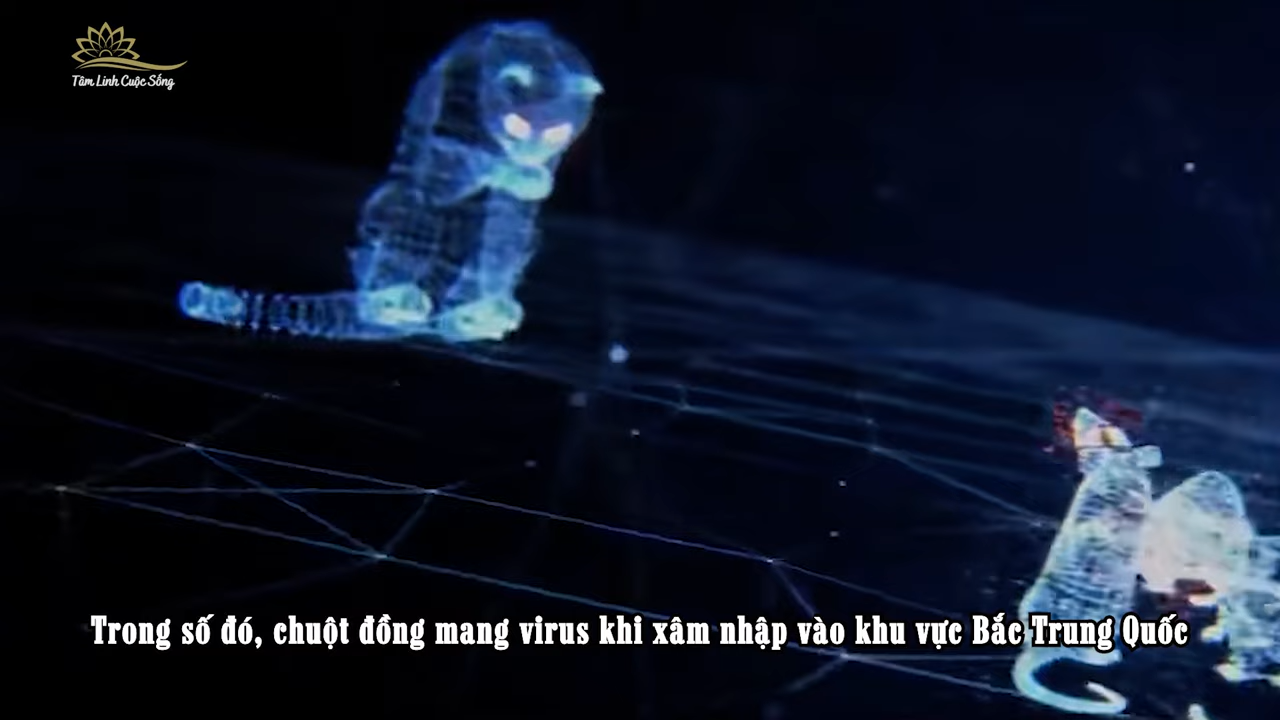 Tâm Linh Cuộc Sống
Trong số đó, chuột đồng mang virus khi xâm nhập vào khu vực Bắc Trung Quốc